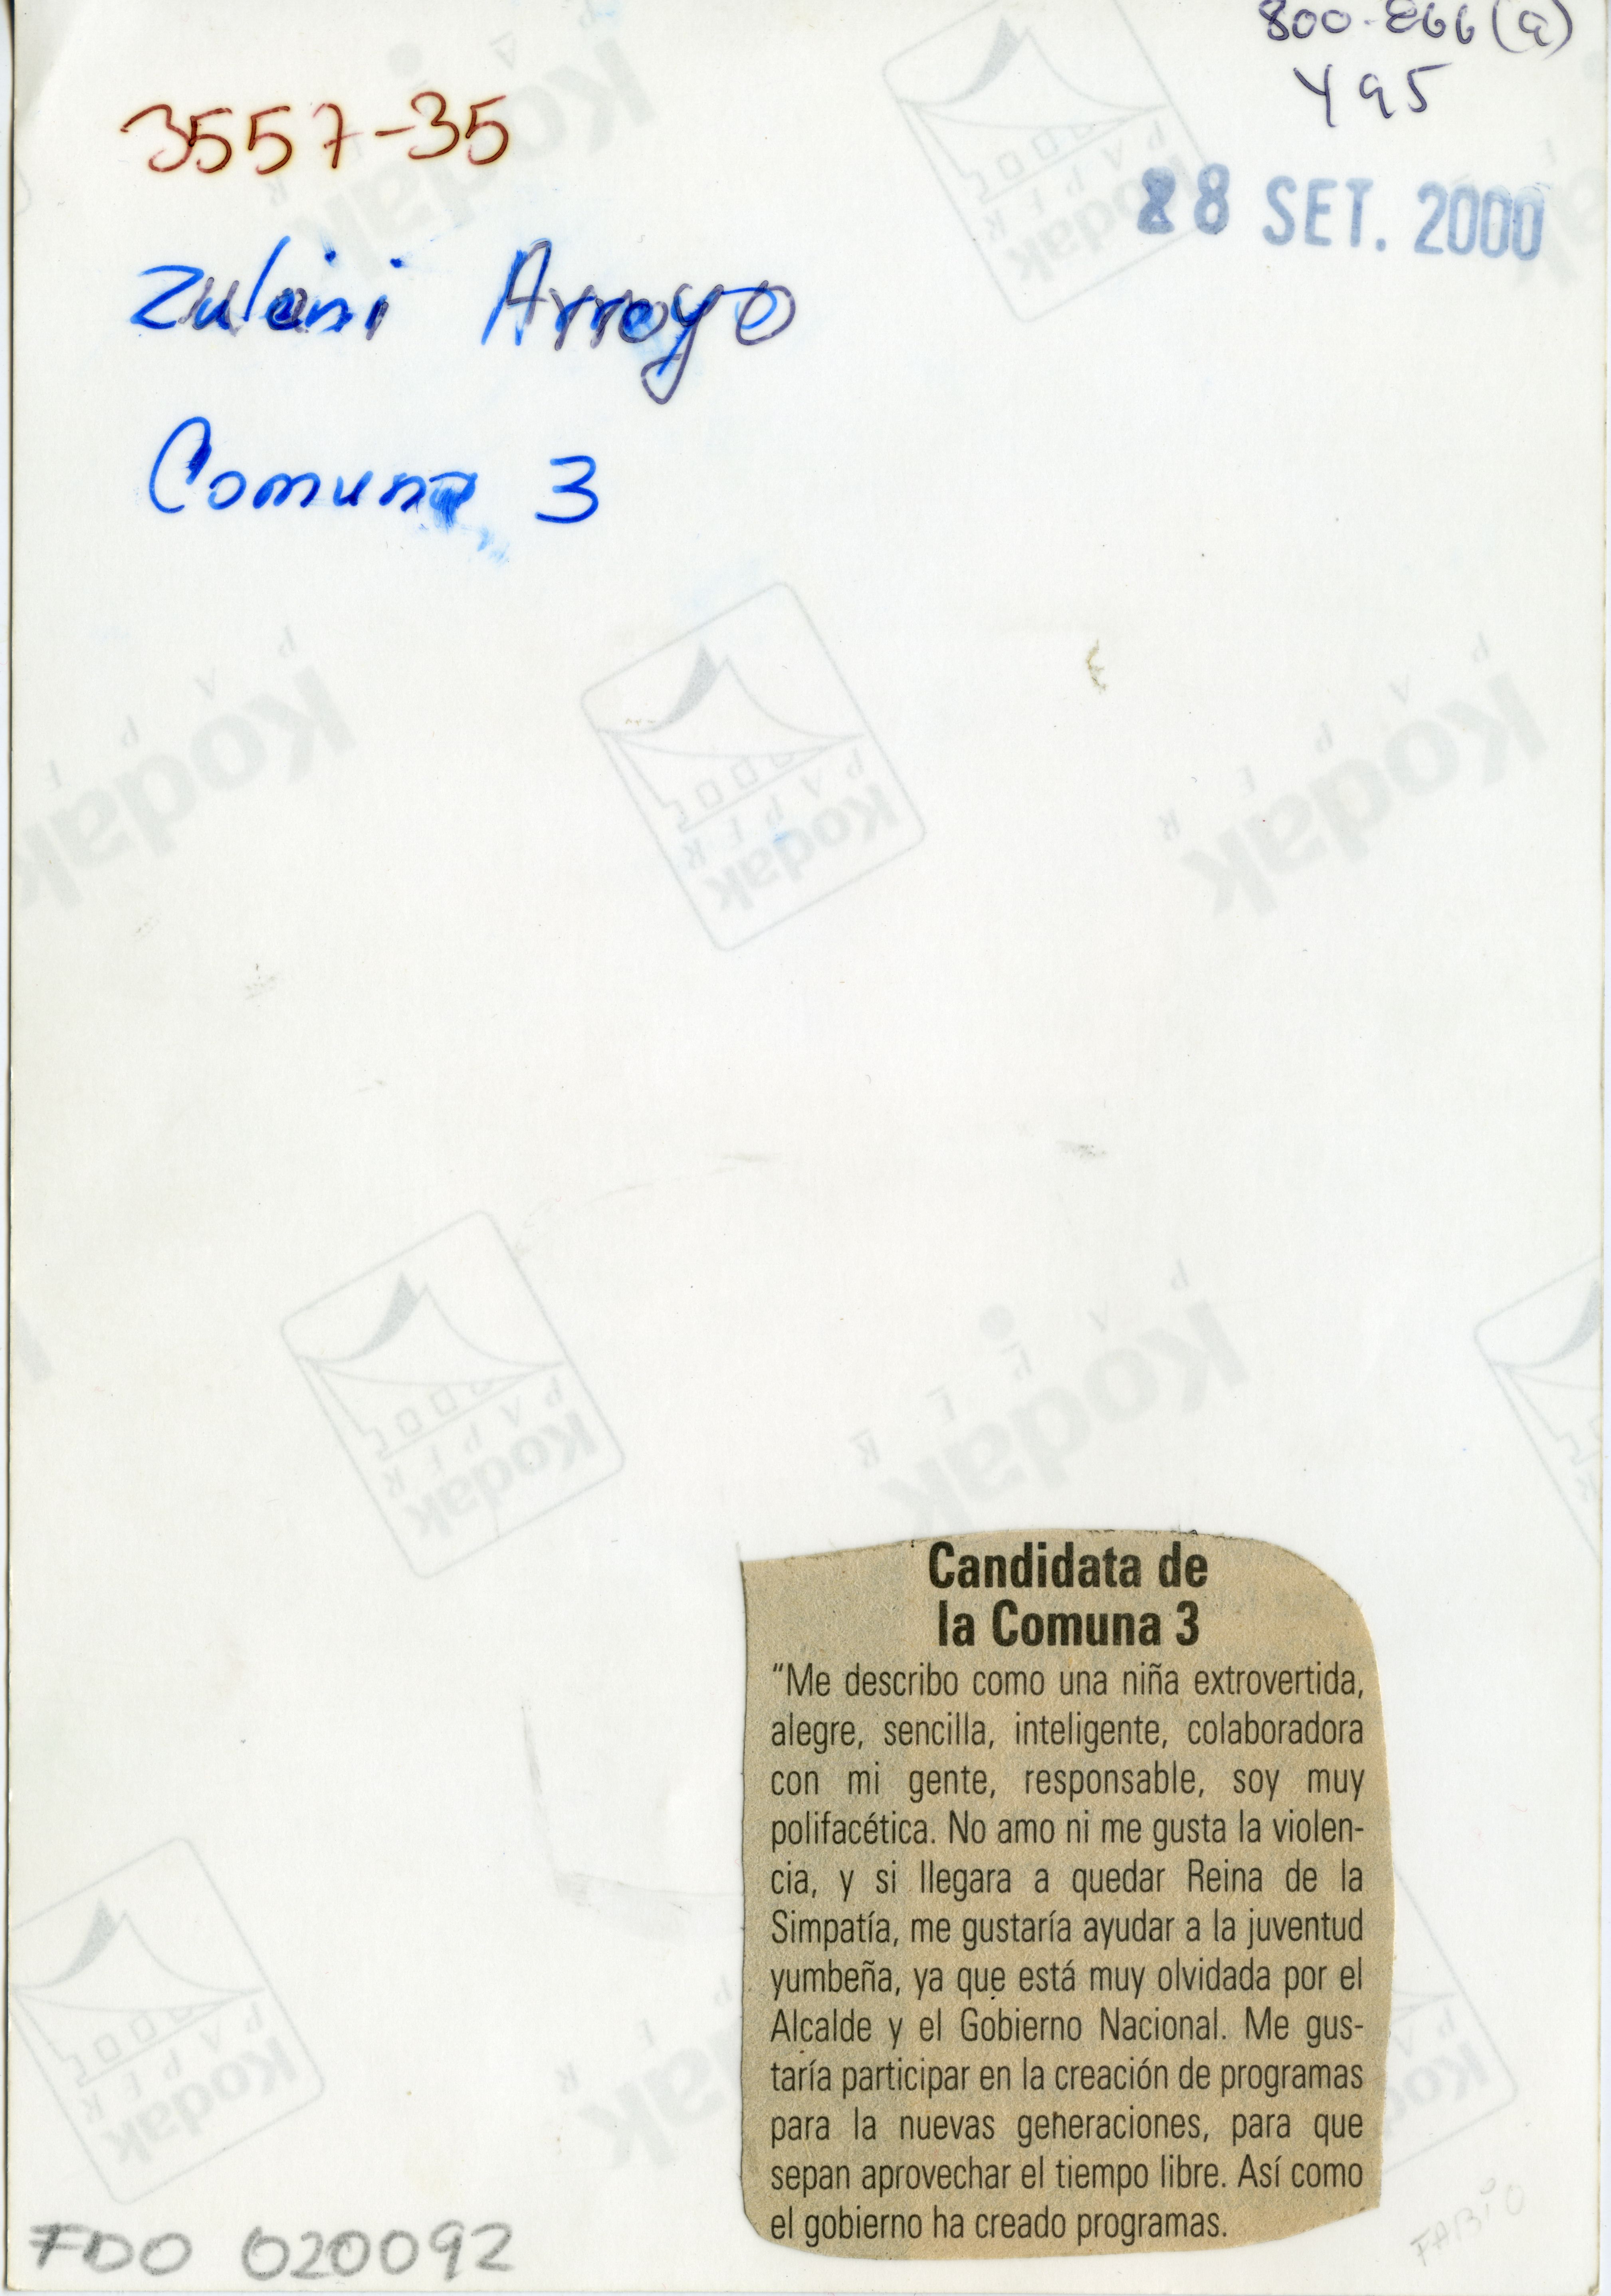 800-866(a)
Y95
3557-35
28 SET. 2000
Zuleini Arroyo
Comuna 3
Kodak
Candidata de
la Comuna 3
“Me describo como una niña extrovertida,
alegre, sencilla, inteligente, colaboradora
con mi gente, responsable, soy muy
polifacética. No amo ni me gusta la violen-
cia, y si llegara a quedar Reina de la
Simpatía, me gustaría ayudar a la juventud
yumbeña, ya que está muy olvidada por el
Alcalde y el Gobierno Nacional. Me gus-
taría participar en la creación de programas
para la nuevas generaciones, para que
sepan aprovechar el tiempo libre. Así como
el gobierno ha creado programas.
FDO 020092
FABIO